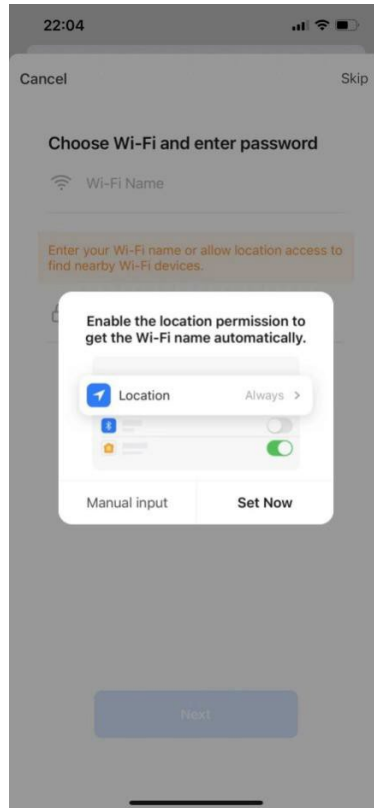 22:04
Cancel
Skip
Choose Wi-Fi and enter password
Wi-Fi Name
Enter your Wi-Fi name or allow location access to
find nearby Wi-Fi devices.
Enable the location permission to
get the Wi-Fi name automatically.
Location
Always >
Manual input
Set Now
Next